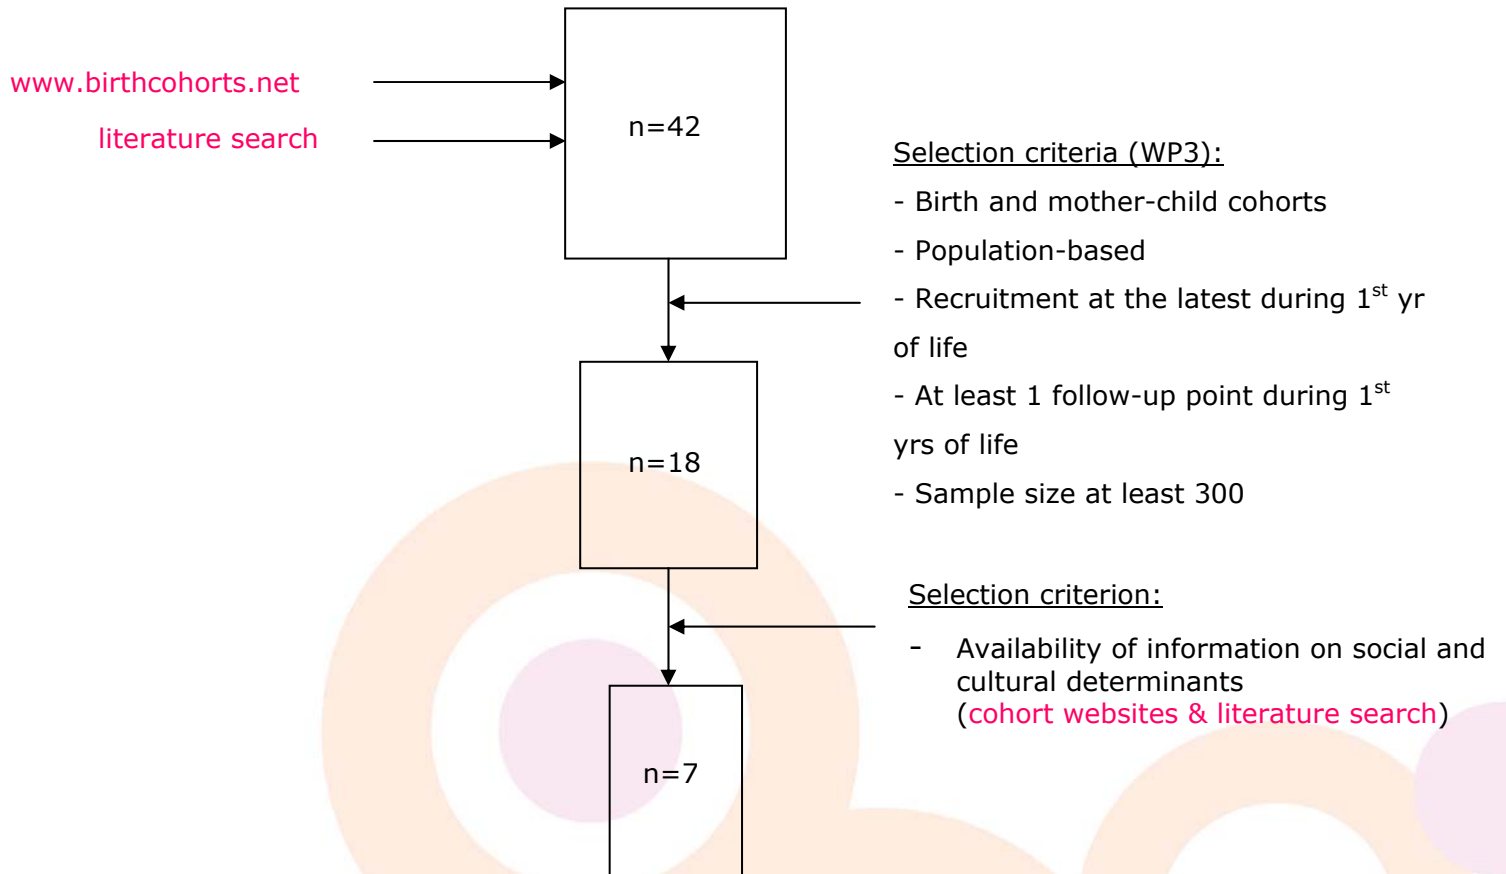 www.birthcohorts.net
literature search
n=42
Selection criteria (WP3):
- Birth and mother-child cohorts
- Population-based
- Recruitment at the latest during 1st yr
of life
- At least 1 follow-up point during 1st
yrs of life
- Sample size at least 300
n=18
Selection criterion:
- Availability of information on social and
cultural determinants
(cohort websites & literature search)
n=7